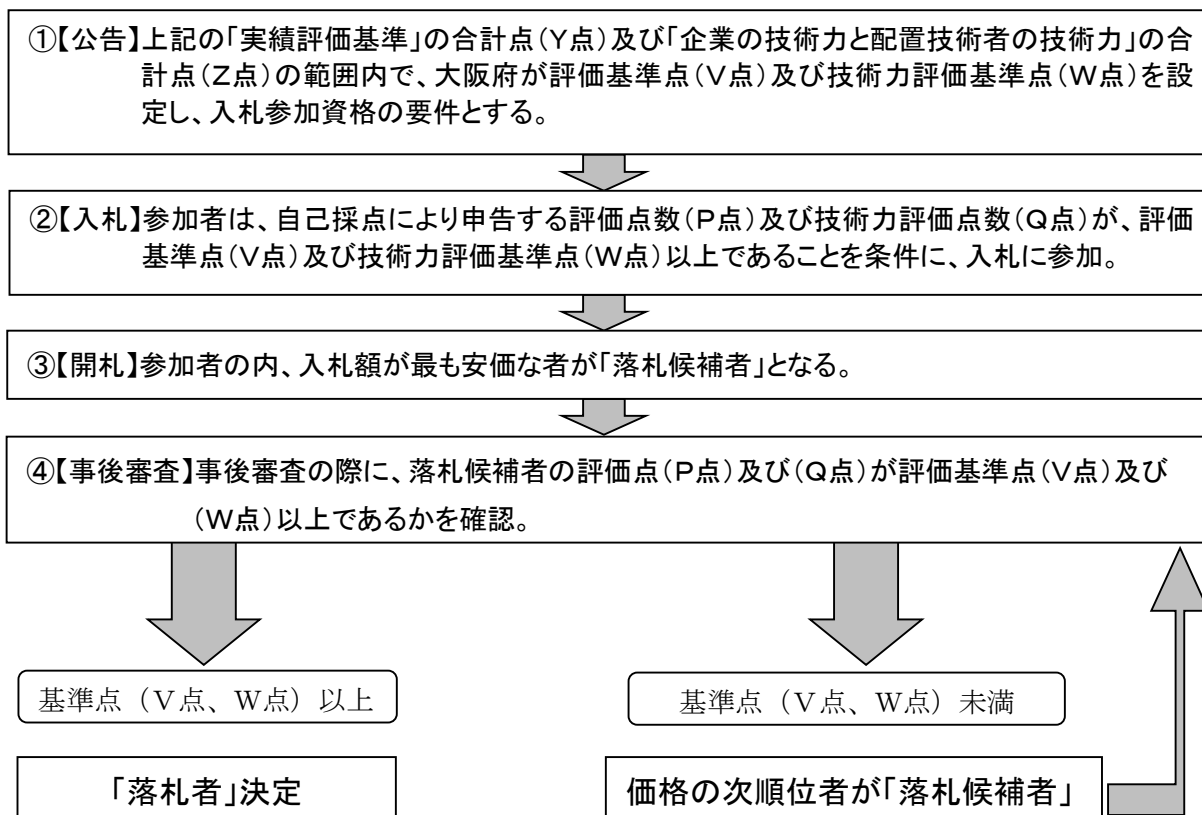 ①【公告】上記の「実績評価基準」の合計点(Y点)及び「企業の技術力と配置技術者の技術力」の合
計点(Z点)の範囲内で、大阪府が評価基準点(V点)及び技術力評価基準点(W点)を設
定し、入札参加資格の要件とする。
②【入札】参加者は、自己採点により申告する評価点数(P点)及び技術力評価点数(Q点)が、評価
基準点(V点)及び技術力評価基準点(W点)以上であることを条件に、入札に参加。
③【開札】参加者の内、入札額が最も安価な者が「落札候補者」となる。
④【事後審査】事後審査の際に、落札候補者の評価点(P点)及び(Q点)が評価基準点(V点)及び
(W点)以上であるかを確認。
基準点（V点、W点）以上
基準点（V点、W点）未満
「落札者」決定
価格の次順位者が「落札候補者」